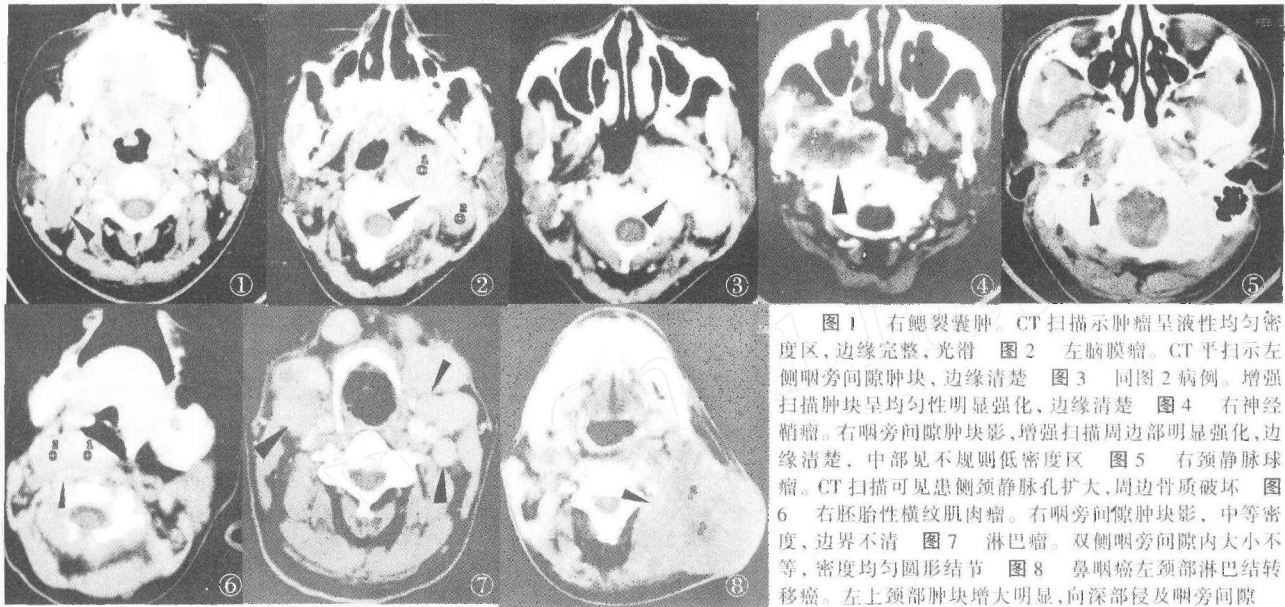 ①
②
③
④
⑤
⑥
⑦
⑧
图 1 右鳃裂囊肿。CT 扫描示肿瘤呈液性均匀密
度区,边缘完整,光滑 图 2 左脑膜瘤。CT 平扫示左
侧咽旁间隙肿块,边缘清楚 图 3 同图 2 病例。增强
扫描肿块呈均匀性明显强化,边缘清楚 图 4 右神经
鞘瘤。右咽旁间隙肿块影,增强扫描周边部明显强化,边
缘清楚,中部见不规则低密度区 图 5 右颈静脉球
瘤。CT 扫描可见患侧颈静脉孔扩大,周边骨质破坏 图
6 右胚胎性横纹肌肉瘤。右咽旁间隙肿块影,中等密
度,边界不清 图 7 淋巴瘤。双侧咽旁间隙内大小不
等,密度均匀圆形结节 图 8 鼻咽癌左颈部淋巴结转
移癌。左上颈部肿块增大明显,向深部侵及咽旁间隙